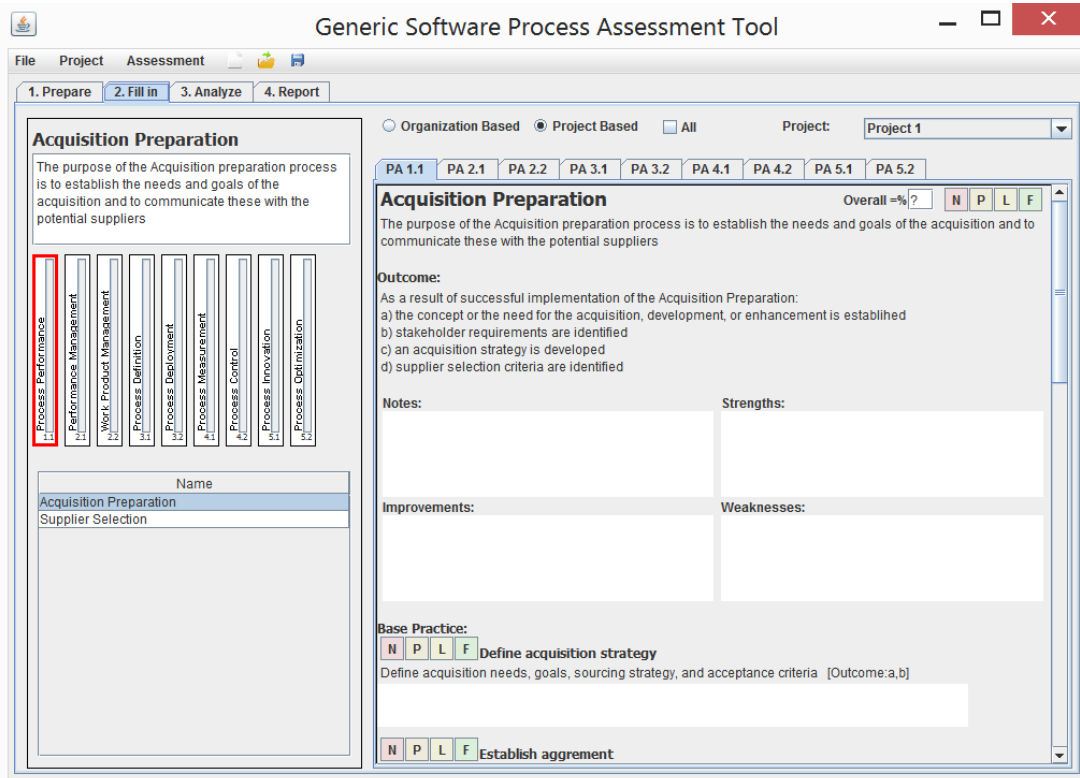 Generic Software Process Assessment Tool
File Project Assessment
1. Prepare 2. Fill in 3. Analyze 4. Report
Acquisition Preparation
The purpose of the Acquisition preparation process
is to establish the needs and goals of the
acquisition and to communicate these with the
potential suppliers
Process Performance 1.1
Performance Management 2.1
Work Product Management 2.2
Process Definition 3.1
Process Deployment 3.2
Process Measurement 4.1
Process Control 4.2
Process Innovation 5.1
Process Optimization 5.2
Name
Acquisition Preparation
Supplier Selection
Organization Based Project Based All Project: Project 1
PA 1.1 PA 2.1 PA 2.2 PA 3.1 PA 3.2 PA 4.1 PA 4.2 PA 5.1 PA 5.2
Acquisition Preparation Overall =% ? N P L F
The purpose of the Acquisition preparation process is to establish the needs and goals of the acquisition and to
communicate these with the potential suppliers
Outcome:
As a result of successful implementation of the Acquisition Preparation:
a) the concept or the need for the acquisition, development, or enhancement is establihed
b) stakeholder requirements are identified
c) an acquisition strategy is developed
d) supplier selection criteria are identified
Notes: Strengths:
Improvements: Weaknesses:
Base Practice:
N P L F Define acquisition strategy
Define acquisition needs, goals, sourcing strategy, and acceptance criteria [Outcome:a,b]
N P L F Establish aggrement